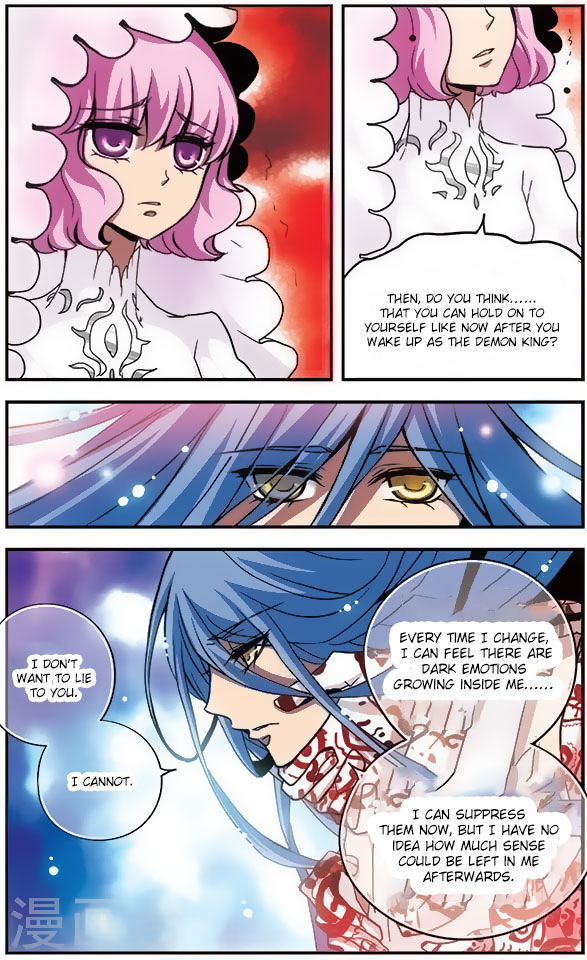 THEN, DO YOU THINK......
THAT YOU CAN HOLD ON TO
YOURSELF LIKE NOW AFTER YOU
WAKE UP AS THE DEMON KING?
I DON'T
WANT TO LIE
TO YOU.
I CANNOT.
EVERY TIME I CHANGE,
I CAN FEEL THERE ARE
DARK EMOTIONS
GROWING INSIDE ME......
I CAN SUPPRESS
THEM NOW, BUT I HAVE NO
IDEA HOW MUCH SENSE
COULD BE LEFT IN ME
AFTERWARDS.
漫画